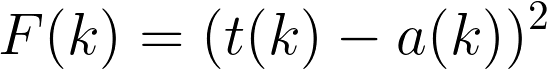 F(k) = (t(k) − a(k))²